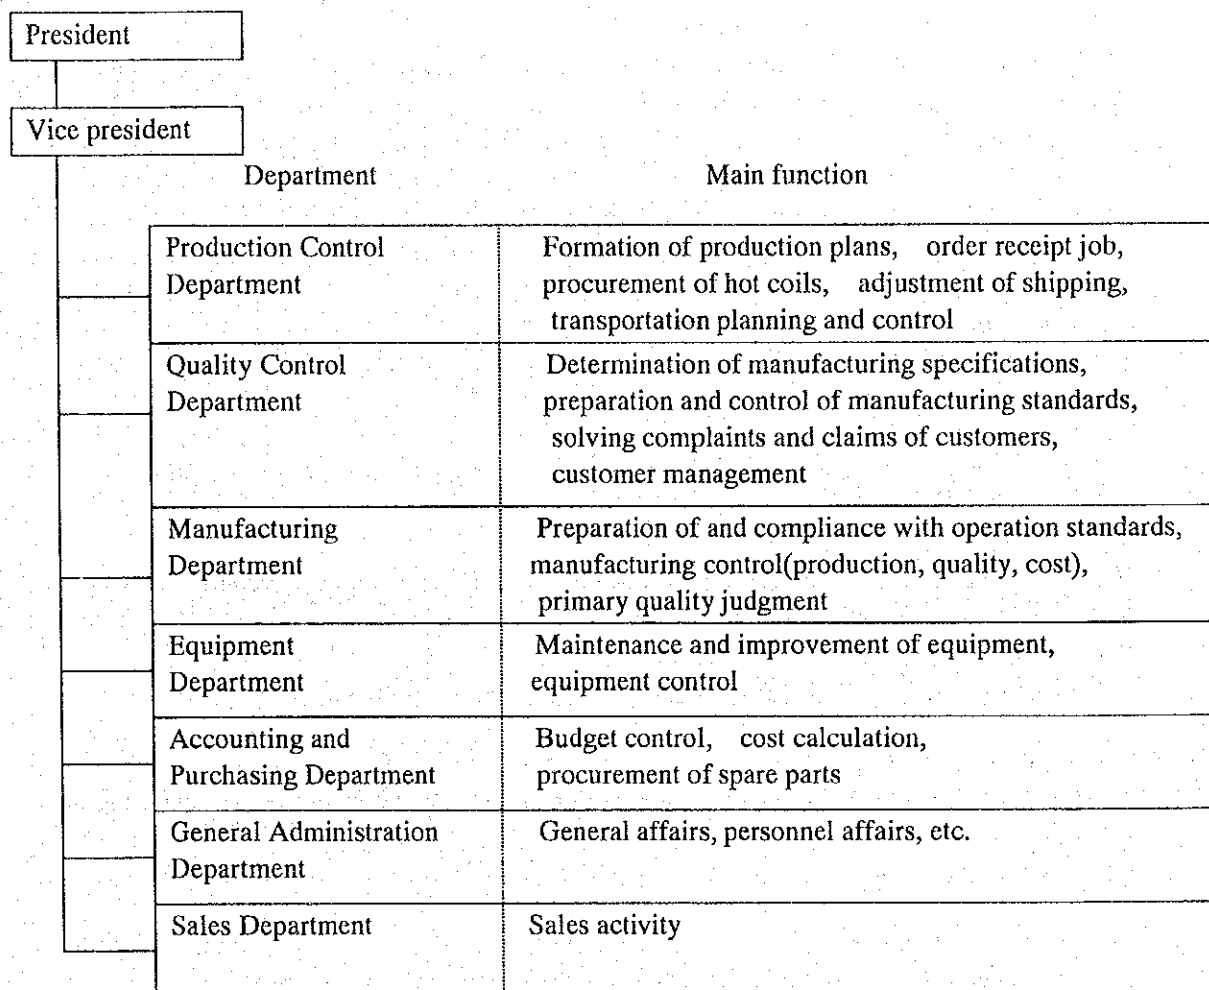 President
Vice president
Department Main function
Production Control Formation of production plans, order receipt job,
Department procurement of hot coils, adjustment of shipping,
transportation planning and control
Quality Control Determination of manufacturing specifications,
Department preparation and control of manufacturing standards,
solving complaints and claims of customers,
customer management
Manufacturing Preparation of and compliance with operation standards,
Department manufacturing control(production, quality, cost),
primary quality judgment
Equipment Maintenance and improvement of equipment,
Department equipment control
Accounting and Budget control, cost calculation,
Purchasing Department procurement of spare parts
General Administration General affairs, personnel affairs, etc.
Department
Sales Department Sales activity